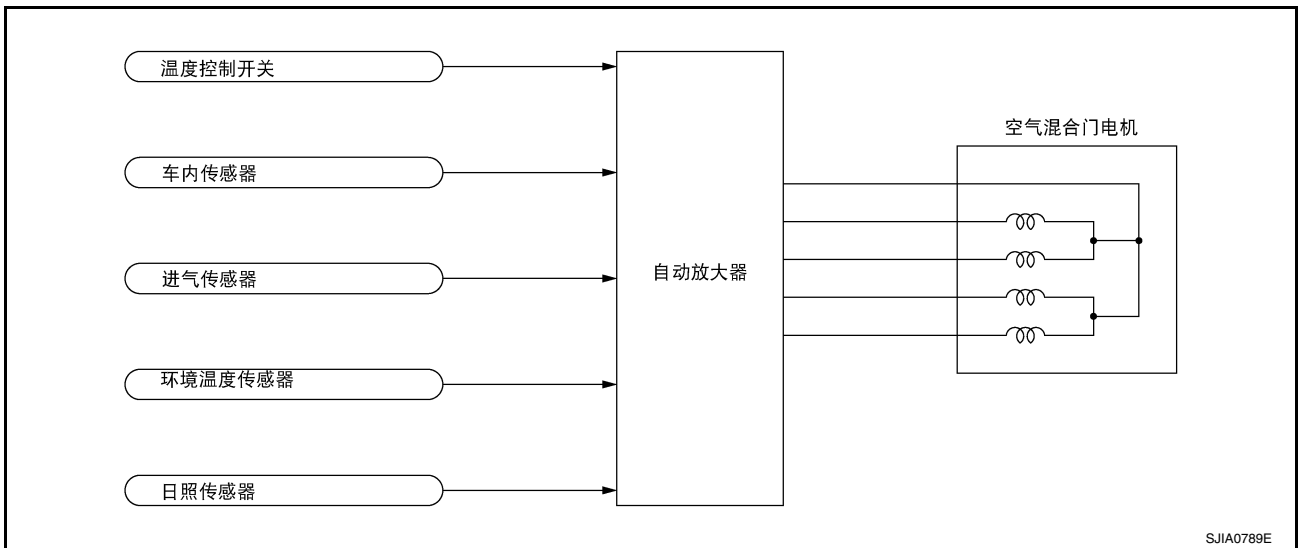 温度控制开关
车内传感器
进气传感器
环境温度传感器
日照传感器
自动放大器
空气混合门电机
SJIA0789E